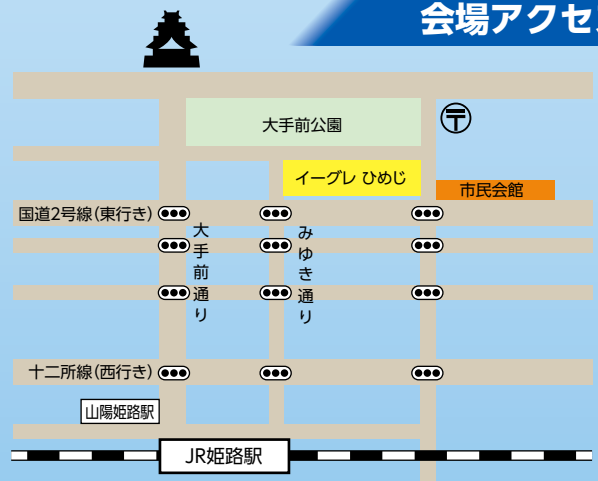 会場アクセス
大手前公園
〒
イーグレ ひめじ
市民会館
国道2号線(東行き)
大手前通り
みゆき通り
十二所線(西行き)
山陽姫路駅
JR姫路駅